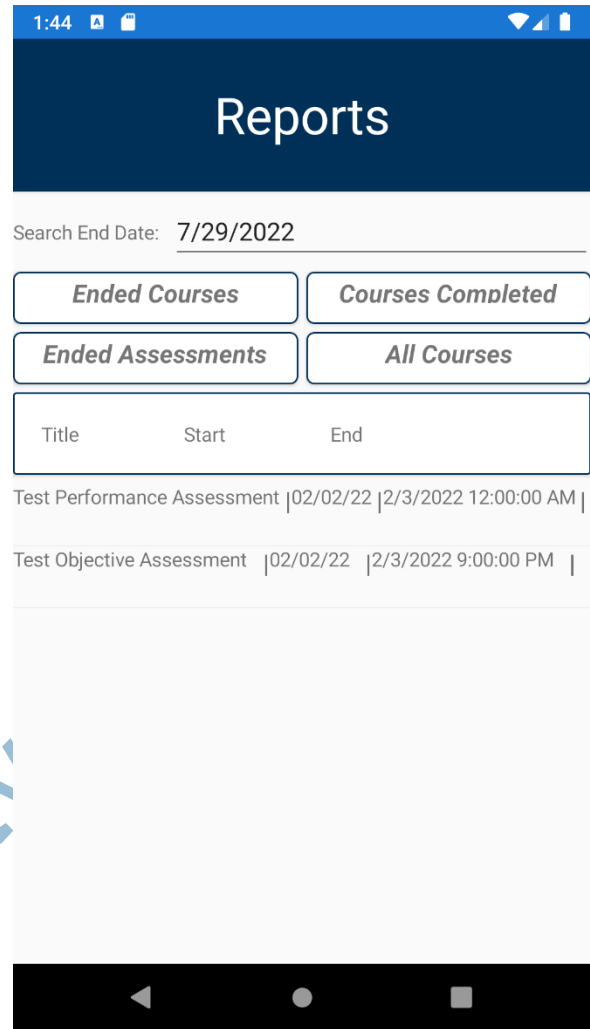 1:44
Reports
Search End Date: 7/29/2022
Ended Courses Courses Completed
Ended Assessments All Courses
Title Start End
Test Performance Assessment |02/02/22 |2/3/2022 12:00:00 AM |
Test Objective Assessment |02/02/22 |2/3/2022 9:00:00 PM |